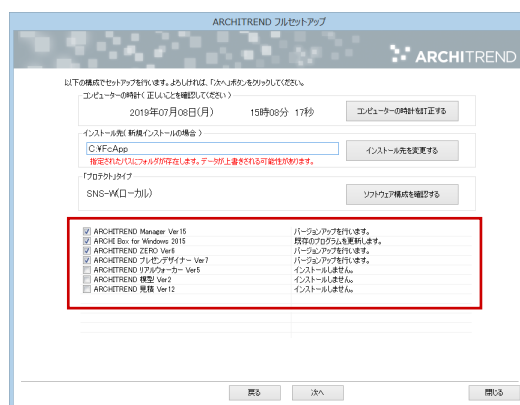 ARCHITREND フルセットアップ
ARCHITREND
以下の構成でセットアップを行います。よろしければ、「次へ」ボタンをクリックしてください。
コンピューターの時計( 正しいことを確認してください )
2019年07月08日(月) 15時08分 17秒 コンピューターの時計を訂正する
インストール先( 新規インストールの場合 )
C:¥FcApp インストール先を変更する
指定されたパスにフォルダが存在します。データが上書きされる可能性があります。
「プロテクト」タイプ
SNS-W(ローカル) ソフトウェア構成を確認する
ARCHITREND Manager Ver15 バージョンアップを行います。
ARCHI Box for Windows 2015 既存のプログラムを更新します。
ARCHITREND ZERO Ver6 バージョンアップを行います。
ARCHITREND プレゼンデザイナー Ver7 バージョンアップを行います。
ARCHITREND リアルウォーカー Ver5 インストールしません。
ARCHITREND 模型 Ver2 インストールしません。
ARCHITREND 見積 Ver12 インストールしません。
戻る 次へ 閉じる